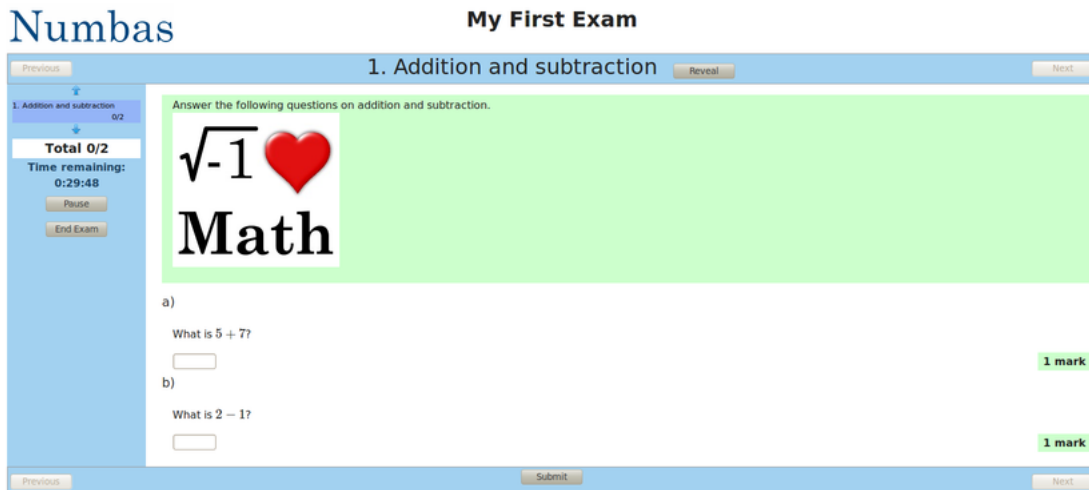 Numbas
My First Exam
Previous
1. Addition and subtraction
Reveal
Next
1. Addition and subtraction
0/2
Total 0/2
Time remaining:
0:29:48
Pause
End Exam
Answer the following questions on addition and subtraction.
√-1
Math
a)
What is 5 + 7?
1 mark
b)
What is 2 − 1?
1 mark
Previous
Submit
Next